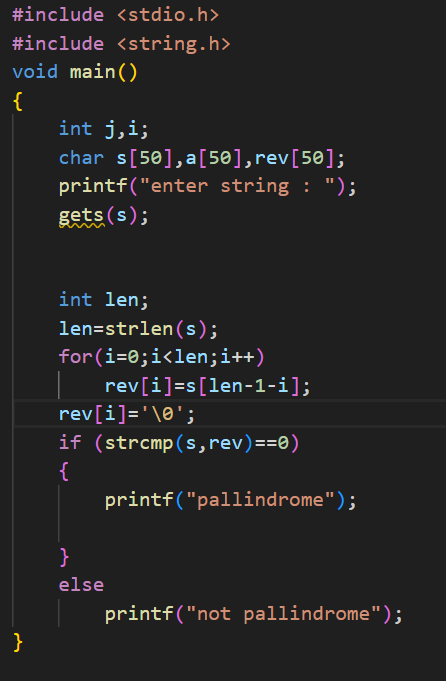 #include <stdio.h>
#include <string.h>
void main()
{
    int j,i;
    char s[50],a[50],rev[50];
    printf("enter string : ");
    gets(s);
    int len;
    len=strlen(s);
    for(i=0;i<len;i++)
        rev[i]=s[len-1-i];
    rev[i]='\0';
    if (strcmp(s,rev)==0)
    {
        printf("pallindrome");
    }
    else
        printf("not pallindrome");
}